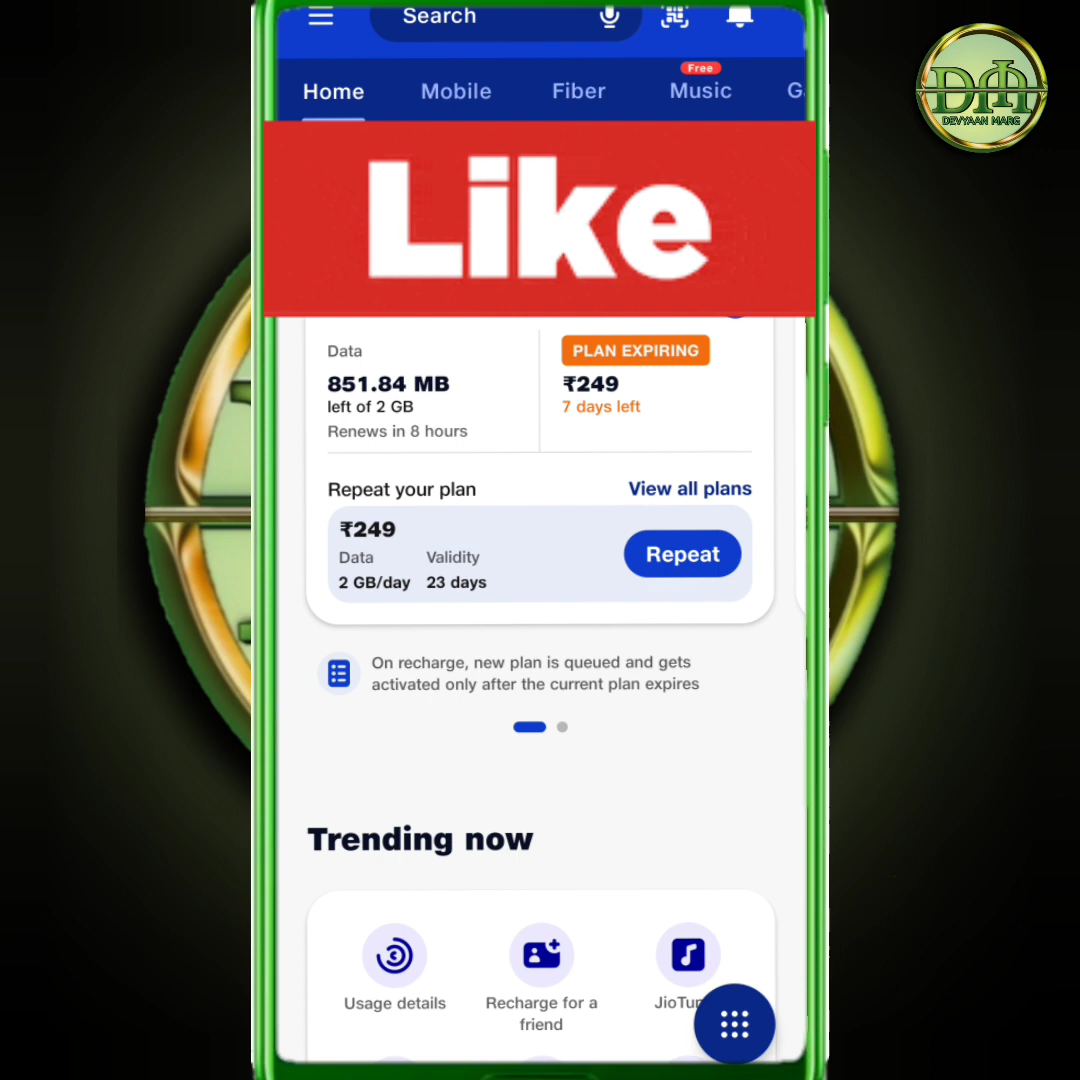 Search
DM
DEVYAAN MARG
Free
Home Mobile Fiber Music
Like
Data
PLAN EXPIRING
851.84 MB
₹249
left of 2 GB
7 days left
Renews in 8 hours
Repeat your plan
View all plans
₹249
Data Validity
Repeat
2 GB/day 23 days
On recharge, new plan is queued and gets
activated only after the current plan expires
Trending now
Usage details
Recharge for a
friend